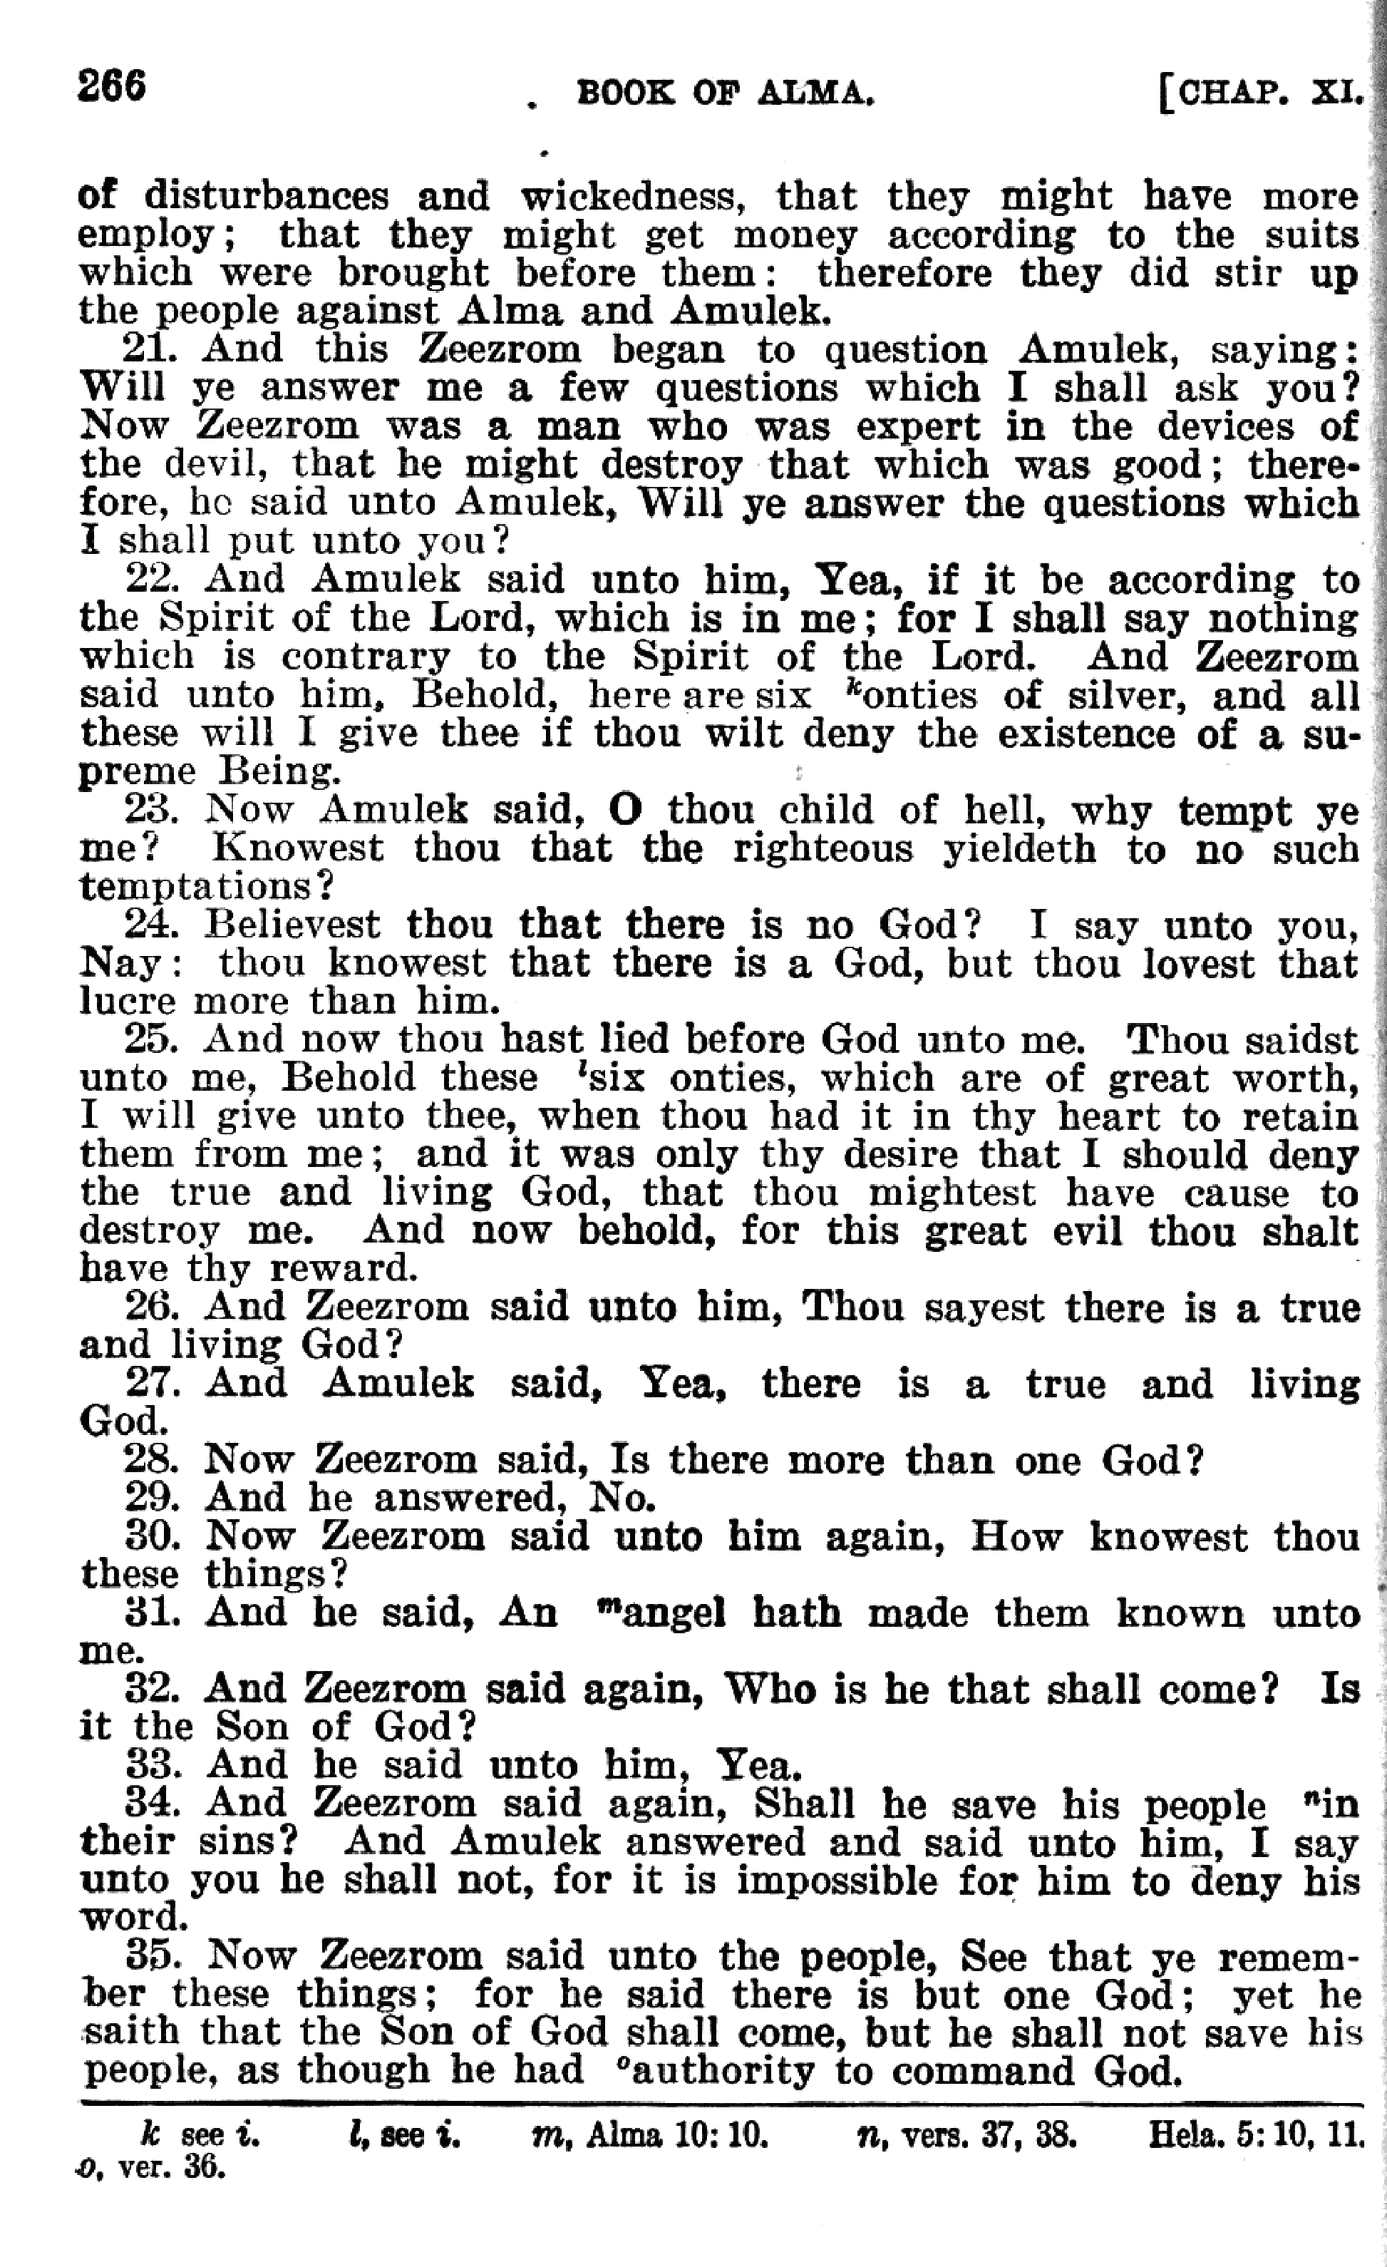 266 BOOK OF ALMA. [CHAP. XI.
of disturbances and wickedness, that they might have more
employ; that they might get money according to the suits
which were brought before them: therefore they did stir up
the people against Alma and Amulek.
21. And this Zeezrom began to question Amulek, saying:
Will ye answer me a few questions which I shall ask you?
Now Zeezrom was a man who was expert in the devices of
the devil, that he might destroy that which was good; there-
fore, he said unto Amulek, Will ye answer the questions which
I shall put unto you?
22. And Amulek said unto him, Yea, if it be according to
the Spirit of the Lord, which is in me; for I shall say nothing
which is contrary to the Spirit of the Lord. And Zeezrom
said unto him, Behold, here are six ᵏonties of silver, and all
these will I give thee if thou wilt deny the existence of a su-
preme Being.
23. Now Amulek said, O thou child of hell, why tempt ye
me? Knowest thou that the righteous yieldeth to no such
temptations?
24. Believest thou that there is no God? I say unto you,
Nay: thou knowest that there is a God, but thou lovest that
lucre more than him.
25. And now thou hast lied before God unto me. Thou saidst
unto me, Behold these ˡsix onties, which are of great worth,
I will give unto thee, when thou had it in thy heart to retain
them from me; and it was only thy desire that I should deny
the true and living God, that thou mightest have cause to
destroy me. And now behold, for this great evil thou shalt
have thy reward.
26. And Zeezrom said unto him, Thou sayest there is a true
and living God?
27. And Amulek said, Yea, there is a true and living
God.
28. Now Zeezrom said, Is there more than one God?
29. And he answered, No.
30. Now Zeezrom said unto him again, How knowest thou
these things?
31. And he said, An ᵐangel hath made them known unto
me.
32. And Zeezrom said again, Who is he that shall come? Is
it the Son of God?
33. And he said unto him, Yea.
34. And Zeezrom said again, Shall he save his people ⁿin
their sins? And Amulek answered and said unto him, I say
unto you he shall not, for it is impossible for him to deny his
word.
35. Now Zeezrom said unto the people, See that ye remem-
ber these things; for he said there is but one God; yet he
saith that the Son of God shall come, but he shall not save his
people, as though he had ᵒauthority to command God.
k see i. l, see i. m, Alma 10:10. n, vers. 37, 38. Hela. 5:10, 11.
o, ver. 36.